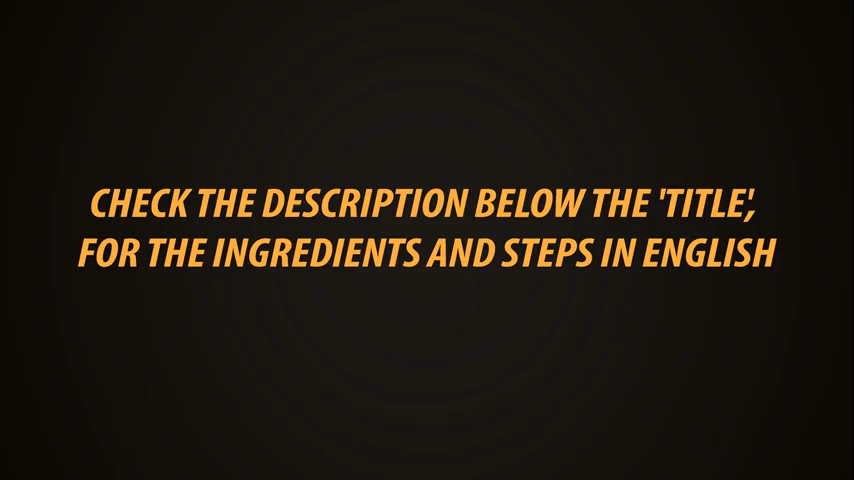 CHECK THE DESCRIPTION BELOW THE 'TITLE',
FOR THE INGREDIENTS AND STEPS IN ENGLISH